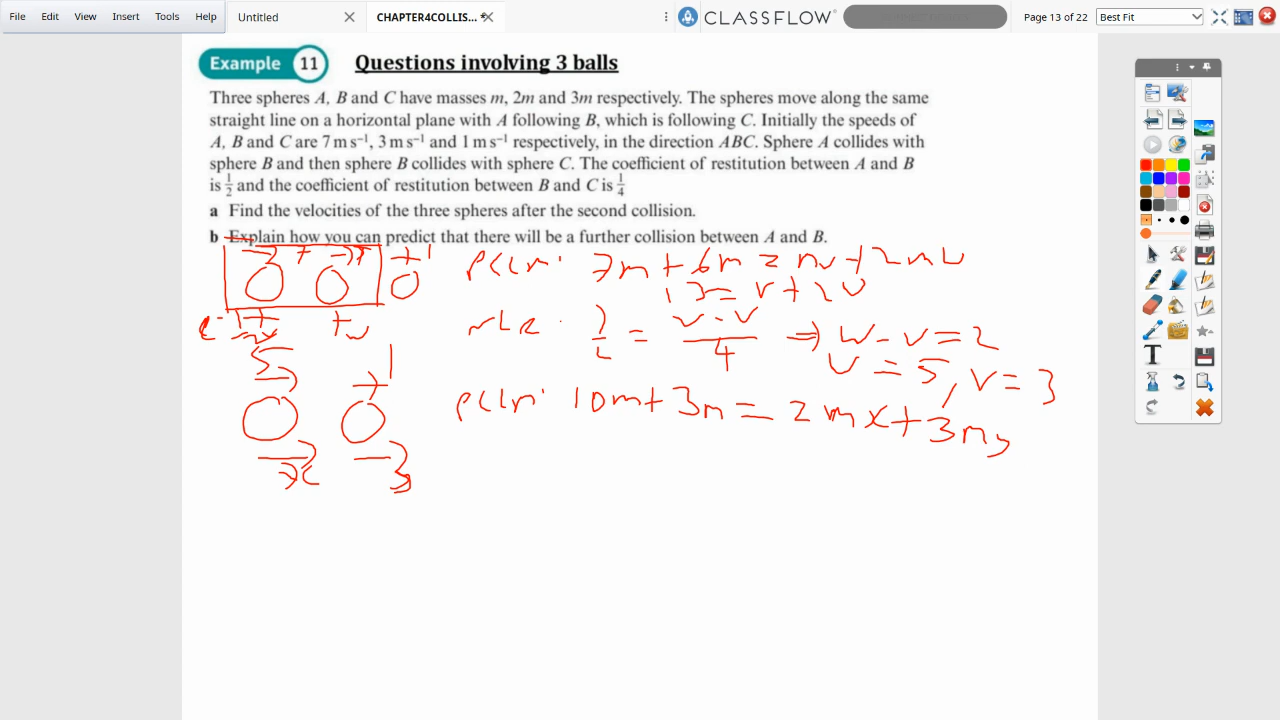 File Edit View Insert Tools Help Untitled CHAPTER4COLLIS... * CLASSFLOW Page 13 of 22 Best Fit
Example 11 Questions involving 3 balls
Three spheres A, B and C have masses m, 2m and 3m respectively. The spheres move along the same
straight line on a horizontal plane with A following B, which is following C. Initially the speeds of
A, B and C are 7 m s⁻¹, 3 m s⁻¹ and 1 m s⁻¹ respectively, in the direction ABC. Sphere A collides with
sphere B and then sphere B collides with sphere C. The coefficient of restitution between A and B
is 1/2 and the coefficient of restitution between B and C is 1/4
a Find the velocities of the three spheres after the second collision.
b Explain how you can predict that there will be a further collision between A and B.
PCLM: 7m + 6m = mv + 2mw
13 = v + 2w
NLR: 1/2 = w - v / 4 ⇒ w - v = 2
w = 5, v = 3
5 1
PCLM: 10m + 3m = 2mx + 3my
x y
T